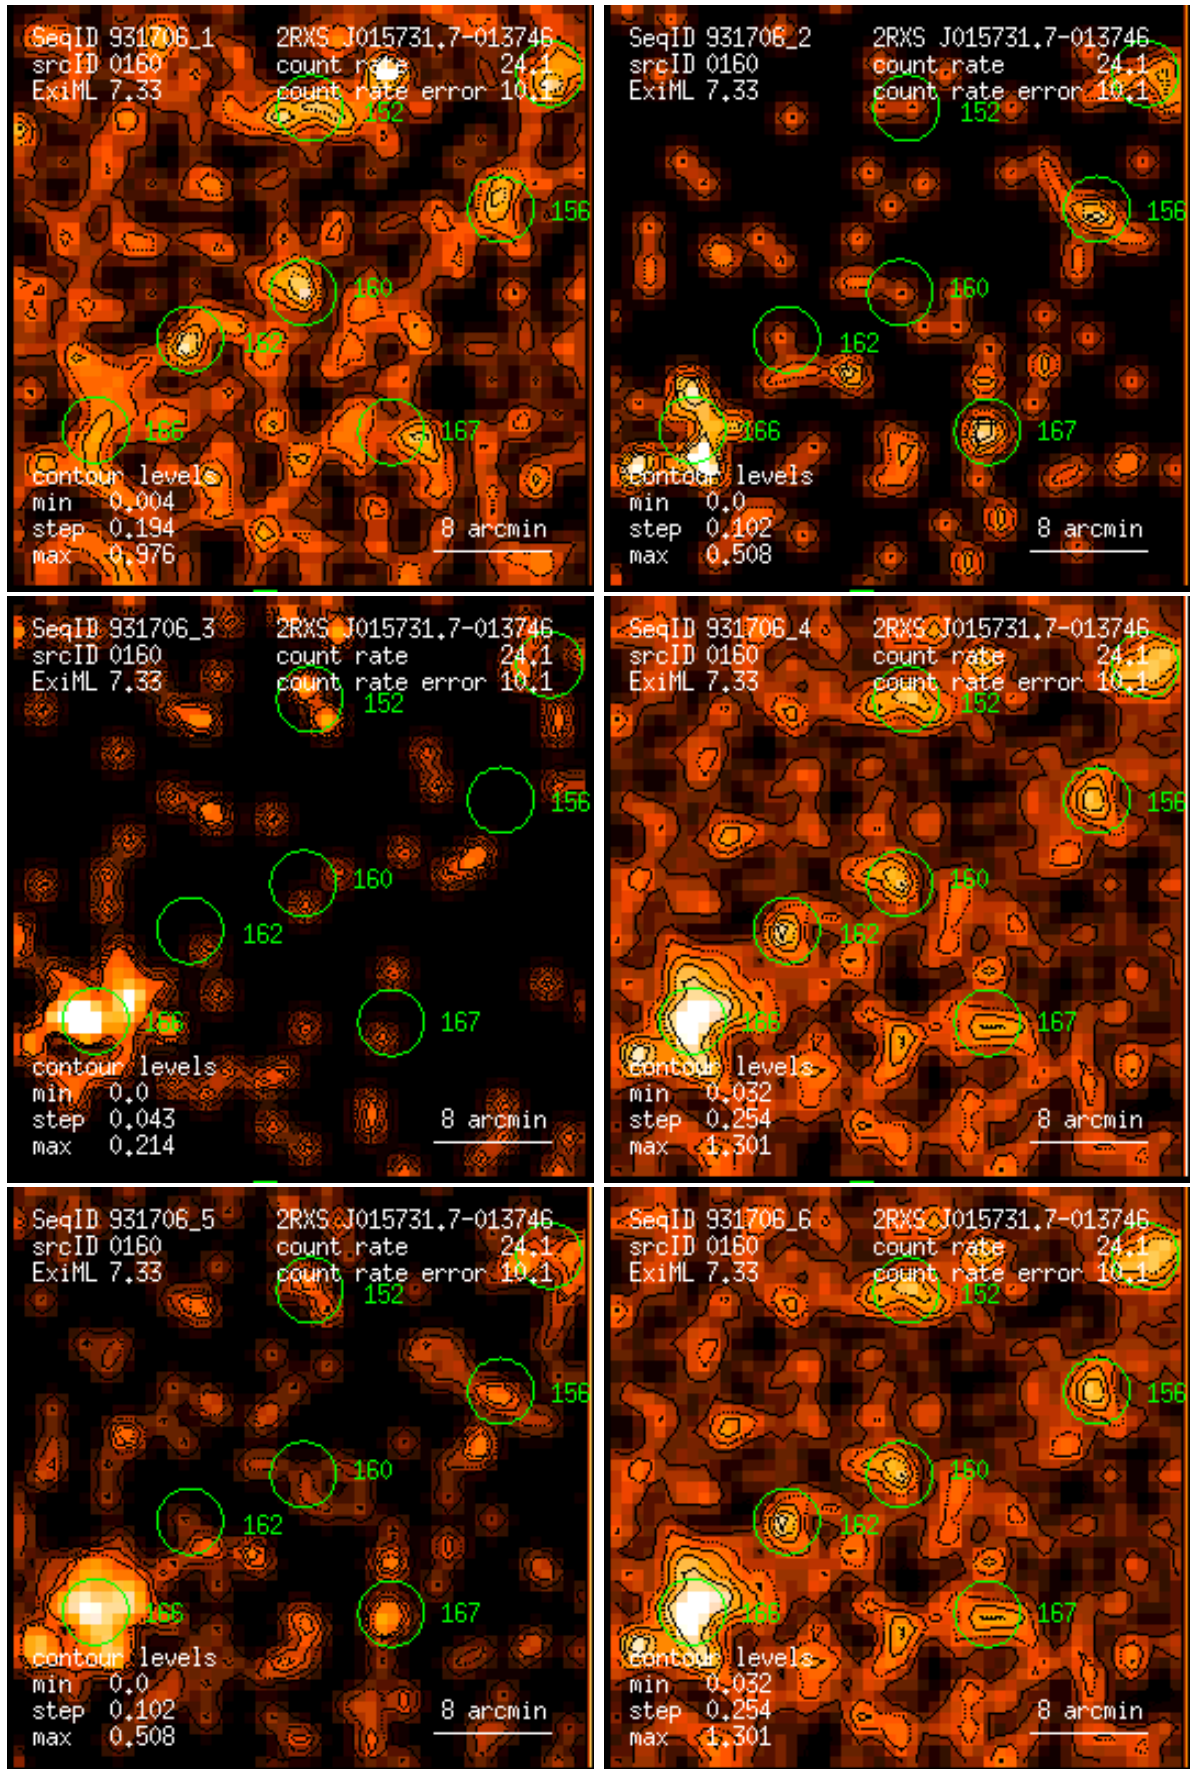 SeqID 931706_1 2RXS J015731.7-013746
srcID 0160 count rate 24.1
ExiML 7.33 count rate error 10.1
152
156
160
162
166 167
contour levels
min 0.004
step 0.194 8 arcmin
max 0.976
SeqID 931706_2 2RXS J015731.7-013746
srcID 0160 count rate 24.1
ExiML 7.33 count rate error 10.1
152
156
160
162
166 167
contour levels
min 0.0
step 0.102 8 arcmin
max 0.508
SeqID 931706_3 2RXS J015731.7-013746
srcID 0160 count rate 24.1
ExiML 7.33 count rate error 10.1
152
156
160
162
166 167
contour levels
min 0.0
step 0.043 8 arcmin
max 0.214
SeqID 931706_4 2RXS J015731.7-013746
srcID 0160 count rate 24.1
ExiML 7.33 count rate error 10.1
152
156
160
162
166 167
contour levels
min 0.032
step 0.254 8 arcmin
max 1.301
SeqID 931706_5 2RXS J015731.7-013746
srcID 0160 count rate 24.1
ExiML 7.33 count rate error 10.1
152
156
160
162
166 167
contour levels
min 0.0
step 0.102 8 arcmin
max 0.508
SeqID 931706_6 2RXS J015731.7-013746
srcID 0160 count rate 24.1
ExiML 7.33 count rate error 10.1
152
156
160
162
166 167
contour levels
min 0.032
step 0.254 8 arcmin
max 1.301